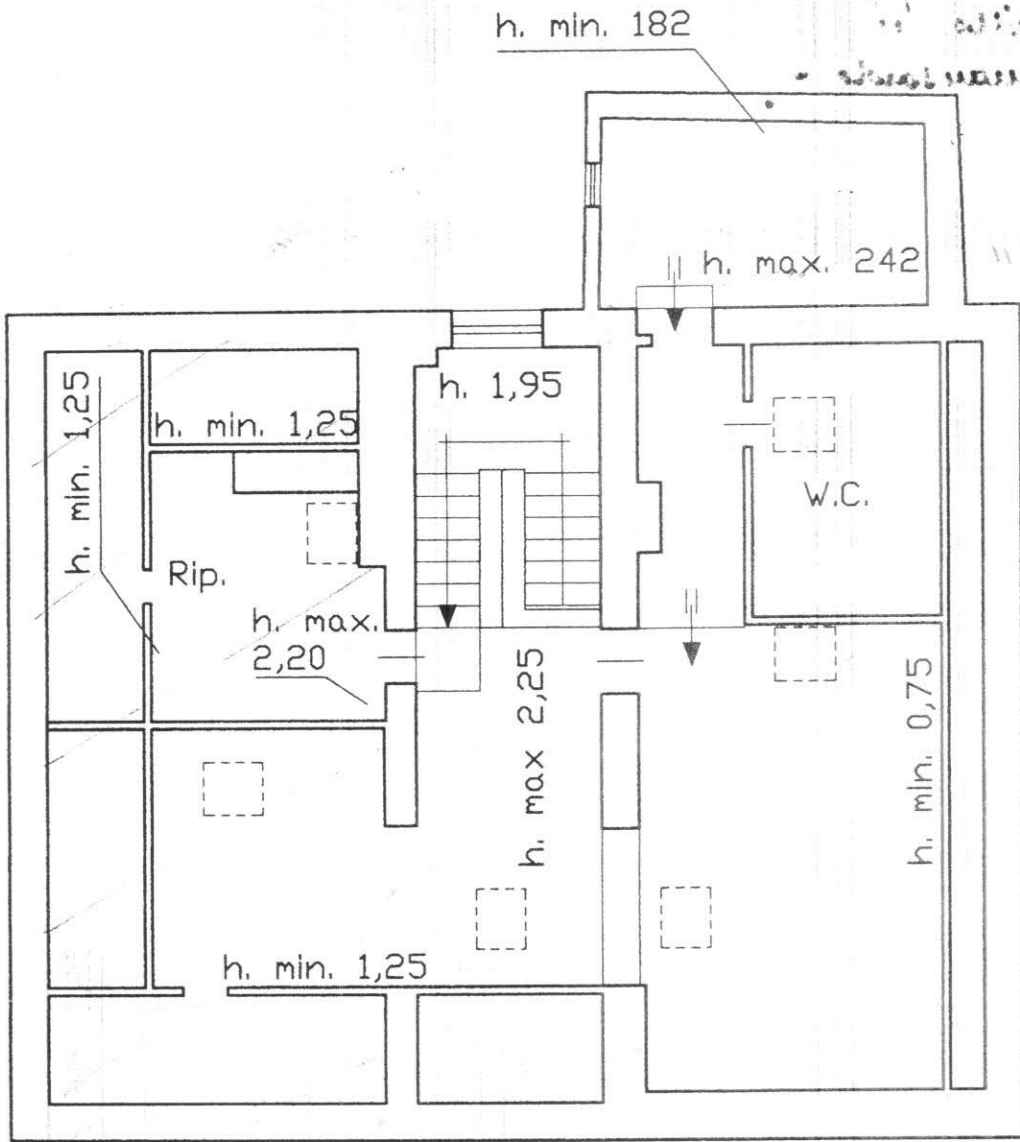 h. min. 182
h. max. 242
h. 1,95
h. min. 1,25
h. min. 1,25
W.C.
Rip.
h. max.
2,20
h. max 2,25
h. min. 0,75
h. min. 1,25